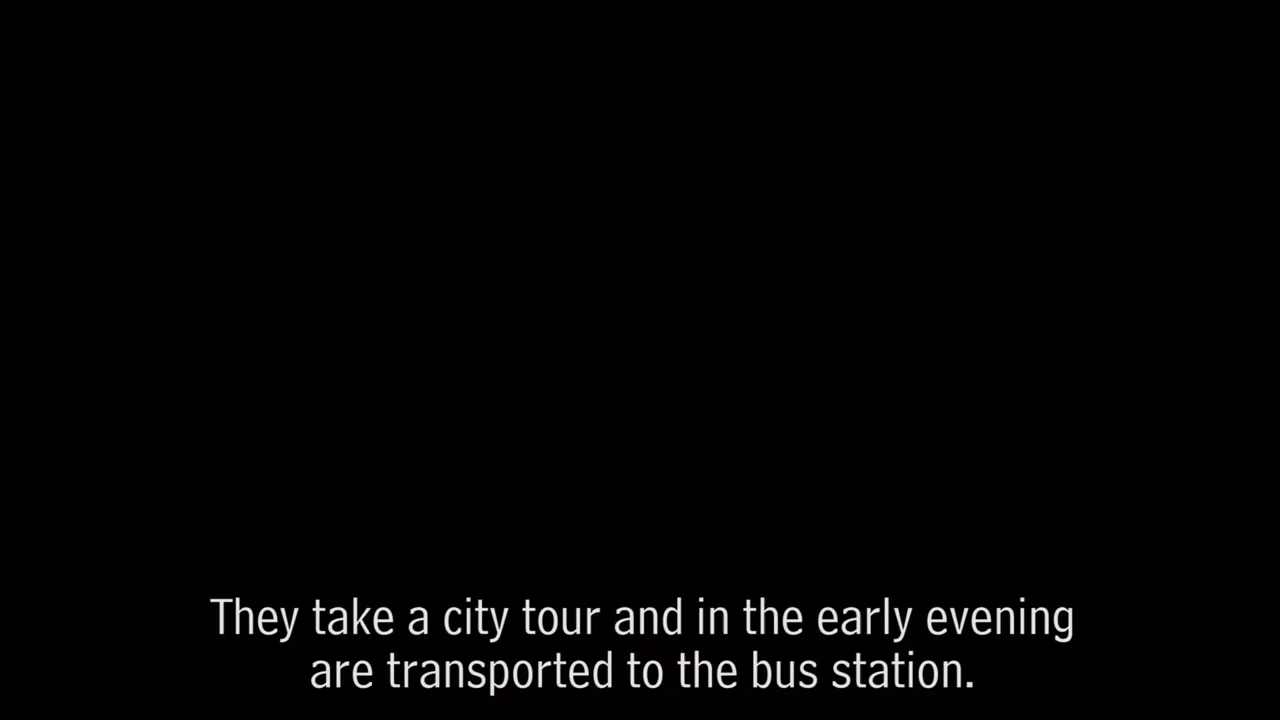 They take a city tour and in the early evening
are transported to the bus station.